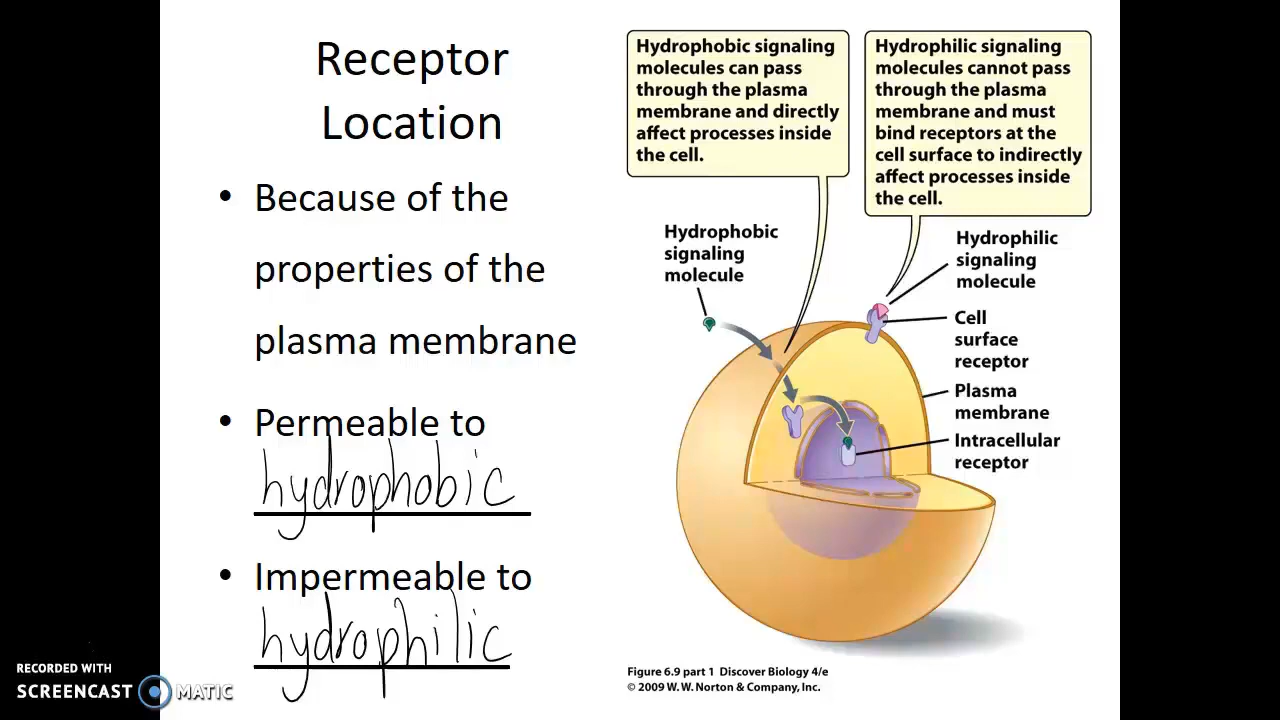 Receptor
Location
• Because of the
properties of the
plasma membrane
• Permeable to
hydrophobic
• Impermeable to
hydrophilic
Hydrophobic signaling
molecules can pass
through the plasma
membrane and directly
affect processes inside
the cell.
Hydrophilic signaling
molecules cannot pass
through the plasma
membrane and must
bind receptors at the
cell surface to indirectly
affect processes inside
the cell.
Hydrophobic
signaling
molecule
Hydrophilic
signaling
molecule
Cell
surface
receptor
Plasma
membrane
Intracellular
receptor
Figure 6.9 part 1 Discover Biology 4/e
© 2009 W. W. Norton & Company, Inc.
RECORDED WITH
SCREENCAST MATIC